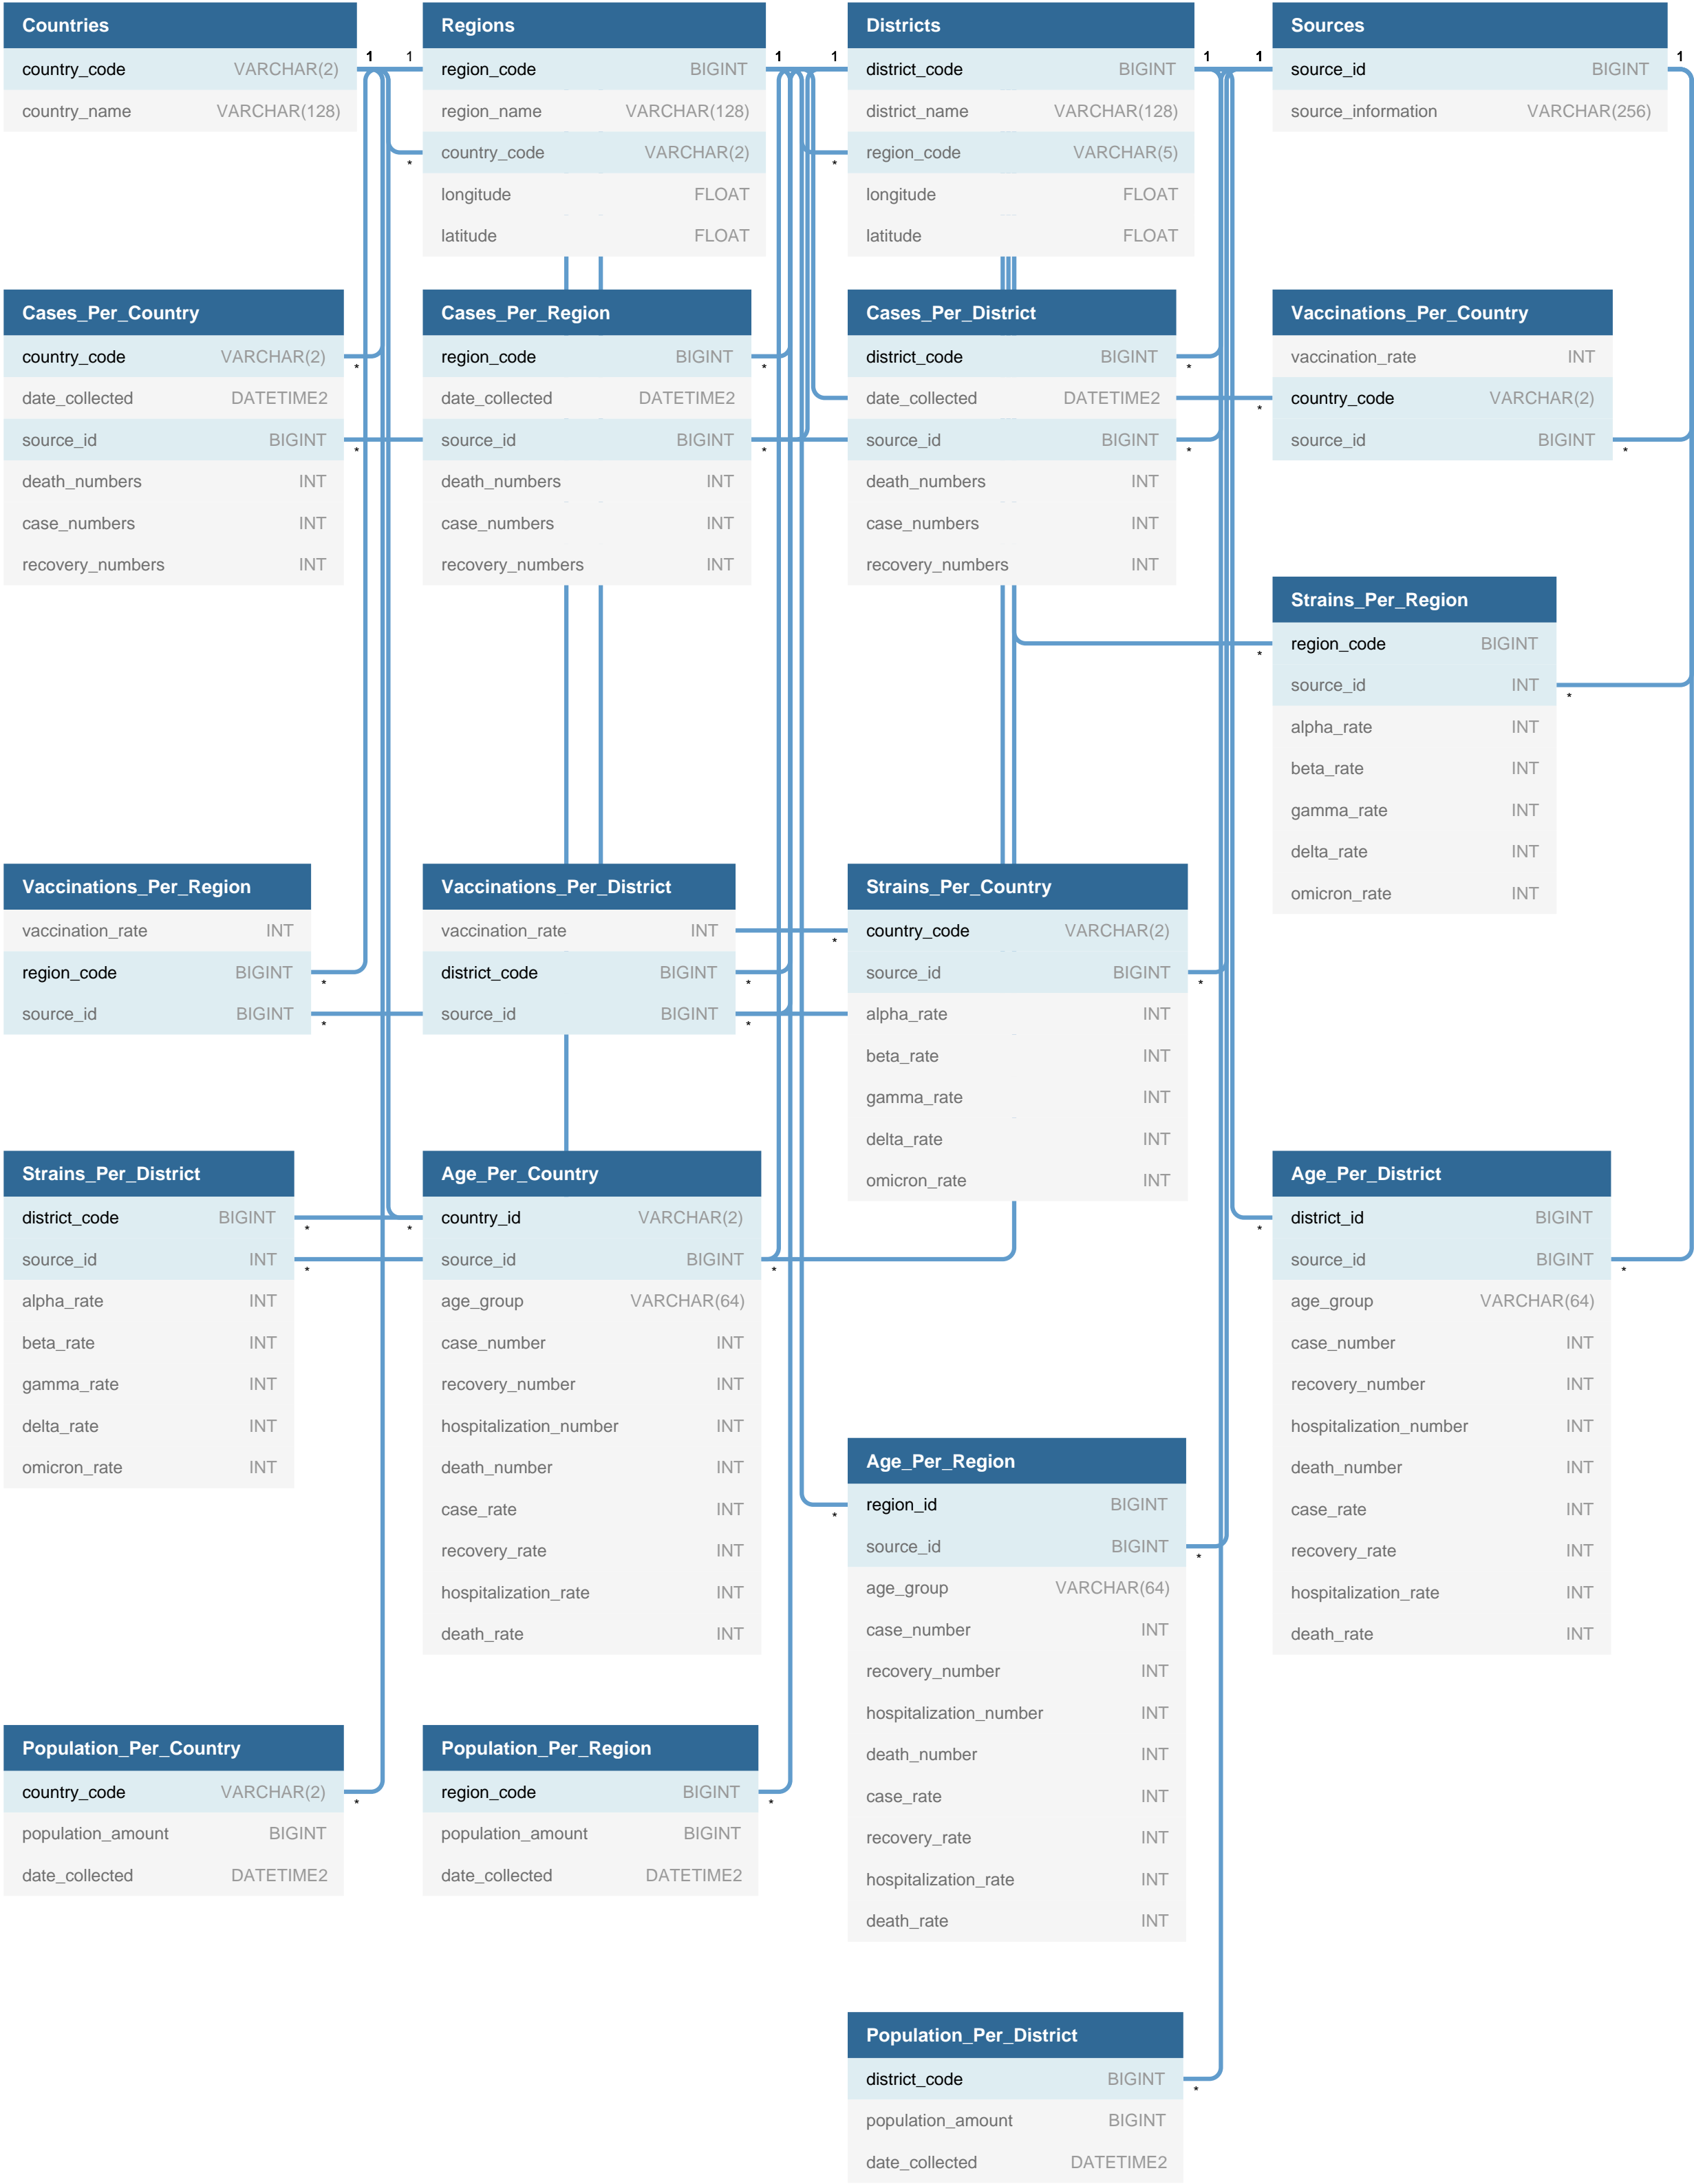 Countries
country_code VARCHAR(2)
country_name VARCHAR(128)
1
1
Regions
region_code BIGINT
region_name VARCHAR(128)
country_code VARCHAR(2)
*
longitude FLOAT
latitude FLOAT
1
1
Districts
district_code BIGINT
district_name VARCHAR(128)
region_code VARCHAR(5)
*
longitude FLOAT
latitude FLOAT
1
1
Sources
source_id BIGINT
source_information VARCHAR(256)
1
Cases_Per_Country
country_code VARCHAR(2)
*
date_collected DATETIME2
source_id BIGINT
*
death_numbers INT
case_numbers INT
recovery_numbers INT
Cases_Per_Region
region_code BIGINT
*
date_collected DATETIME2
source_id BIGINT
*
death_numbers INT
case_numbers INT
recovery_numbers INT
Cases_Per_District
district_code BIGINT
*
date_collected DATETIME2
source_id BIGINT
*
death_numbers INT
case_numbers INT
recovery_numbers INT
Vaccinations_Per_Country
vaccination_rate INT
country_code VARCHAR(2)
*
source_id BIGINT
*
Strains_Per_Region
region_code BIGINT
*
source_id INT
*
alpha_rate INT
beta_rate INT
gamma_rate INT
delta_rate INT
omicron_rate INT
Vaccinations_Per_Region
vaccination_rate INT
region_code BIGINT
*
source_id BIGINT
*
Vaccinations_Per_District
vaccination_rate INT
district_code BIGINT
*
source_id BIGINT
*
Strains_Per_Country
country_code VARCHAR(2)
*
source_id BIGINT
*
alpha_rate INT
beta_rate INT
gamma_rate INT
delta_rate INT
omicron_rate INT
Strains_Per_District
district_code BIGINT
*
source_id INT
*
alpha_rate INT
beta_rate INT
gamma_rate INT
delta_rate INT
omicron_rate INT
Age_Per_Country
country_id VARCHAR(2)
*
source_id BIGINT
*
age_group VARCHAR(64)
case_number INT
recovery_number INT
hospitalization_number INT
death_number INT
case_rate INT
recovery_rate INT
hospitalization_rate INT
death_rate INT
Age_Per_District
district_id BIGINT
*
source_id BIGINT
*
age_group VARCHAR(64)
case_number INT
recovery_number INT
hospitalization_number INT
death_number INT
case_rate INT
recovery_rate INT
hospitalization_rate INT
death_rate INT
Age_Per_Region
region_id BIGINT
*
source_id BIGINT
*
age_group VARCHAR(64)
case_number INT
recovery_number INT
hospitalization_number INT
death_number INT
case_rate INT
recovery_rate INT
hospitalization_rate INT
death_rate INT
Population_Per_Country
country_code VARCHAR(2)
*
population_amount BIGINT
date_collected DATETIME2
Population_Per_Region
region_code BIGINT
*
population_amount BIGINT
date_collected DATETIME2
Population_Per_District
district_code BIGINT
*
population_amount BIGINT
date_collected DATETIME2